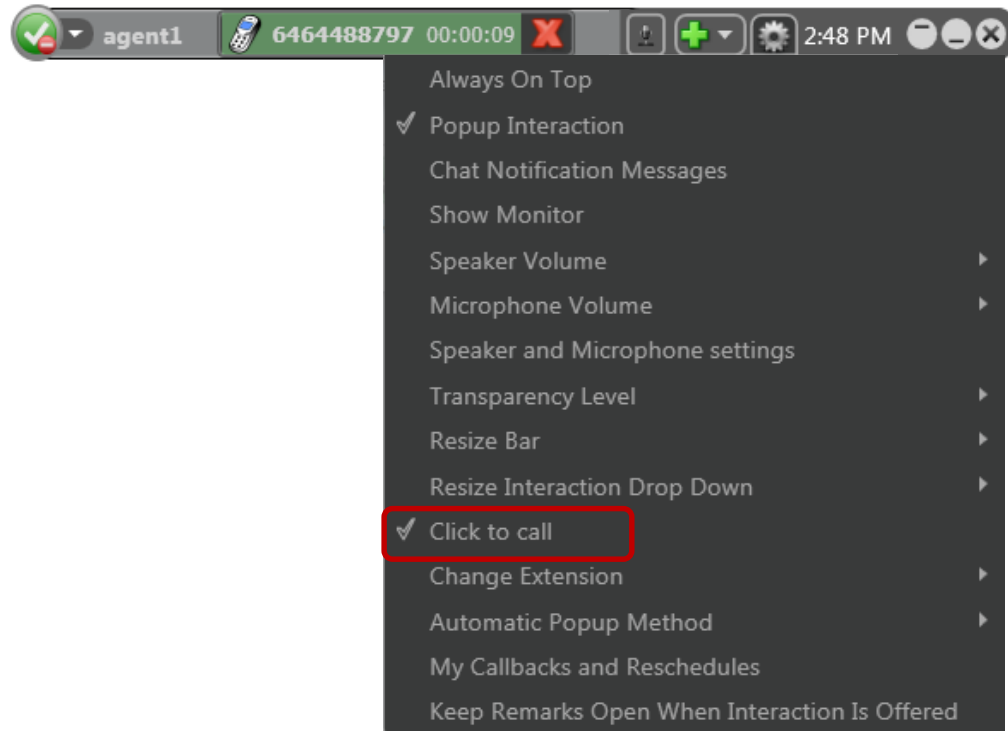 agent1 6464488797 00:00:09 2:48 PM
Always On Top
Popup Interaction
Chat Notification Messages
Show Monitor
Speaker Volume
Microphone Volume
Speaker and Microphone settings
Transparency Level
Resize Bar
Resize Interaction Drop Down
Click to call
Change Extension
Automatic Popup Method
My Callbacks and Reschedules
Keep Remarks Open When Interaction Is Offered